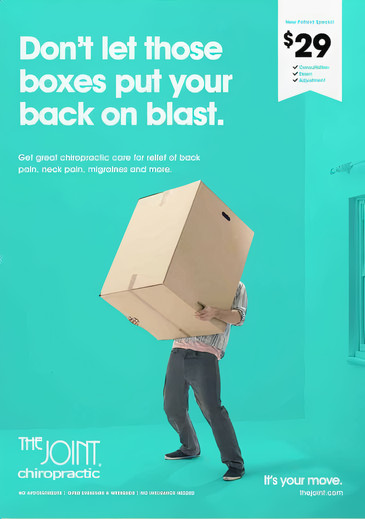 Don't let those
boxes put your
back on blast.
New Patient Special
$29
Consultation
Exam
Adjustment
Get great chiropractic care for relief of back
pain, neck pain, migraines and more.
THE JOINT
chiropractic
NO APPOINTMENTS | OPEN EVENINGS & WEEKENDS | NO INSURANCE NEEDED
It's your move.
thejoint.com